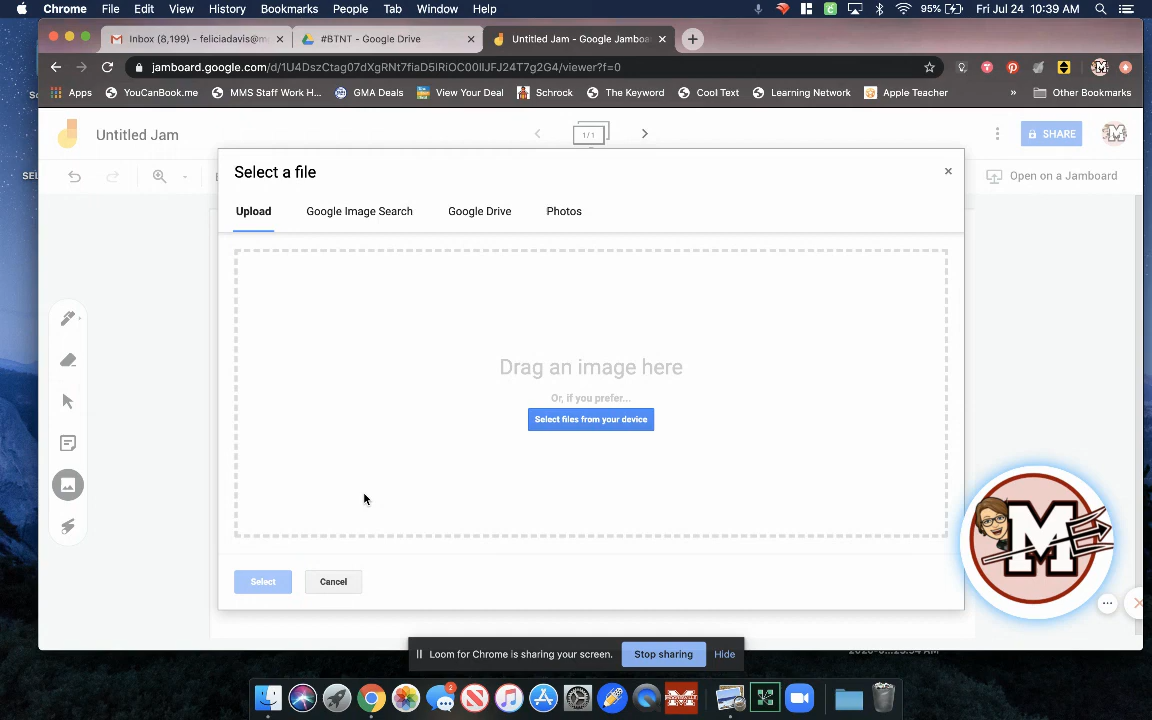 Chrome File Edit View History Bookmarks People Tab Window Help 95% Fri Jul 24 10:39 AM
Inbox (8,199) - feliciadavis@m #BTNT - Google Drive Untitled Jam - Google Jamboa
jamboard.google.com/d/1U4DszCtag07dXgRNt7fiaD5IRiOC00IIJFJ24T7g2G4/viewer?f=0
Apps YouCanBook.me MMS Staff Work H... GMA Deals View Your Deal Schrock The Keyword Cool Text Learning Network Apple Teacher » Other Bookmarks
Untitled Jam 1/1 SHARE M
Select a file
Open on a Jamboard
Upload Google Image Search Google Drive Photos
Drag an image here
Or, if you prefer...
Select files from your device
M
Select Cancel
Loom for Chrome is sharing your screen. Stop sharing Hide
2